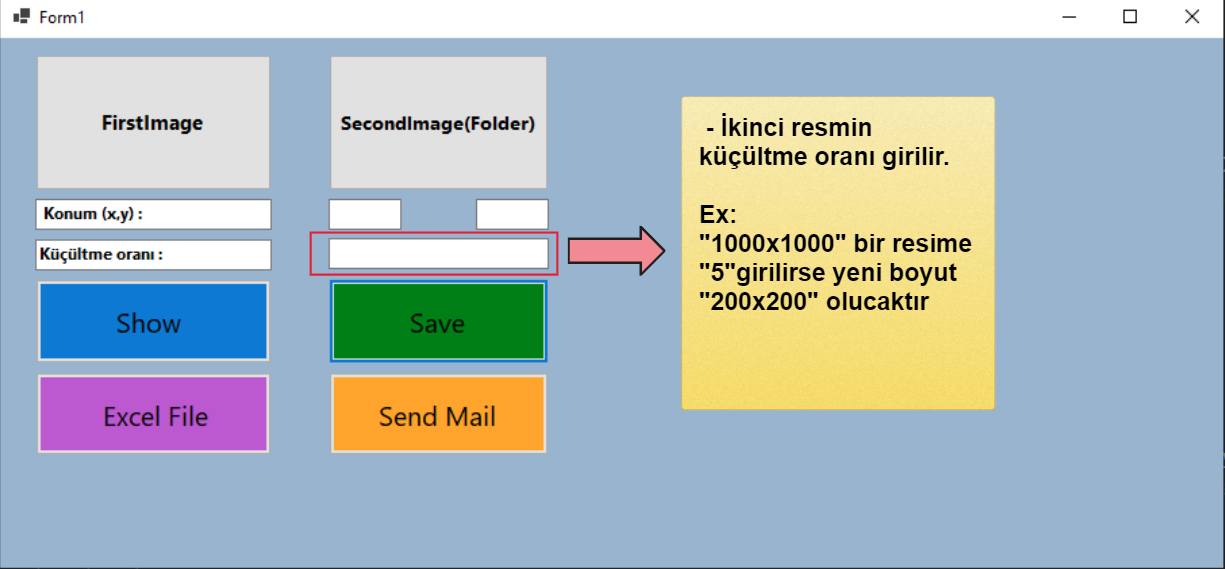 Form1
FirstImage
SecondImage(Folder)
Konum (x,y) :
Küçültme oranı :
Show
Save
Excel File
Send Mail
- İkinci resmin
küçültme oranı girilir.
Ex:
"1000x1000" bir resime
"5"girilirse yeni boyut
"200x200" olucaktır